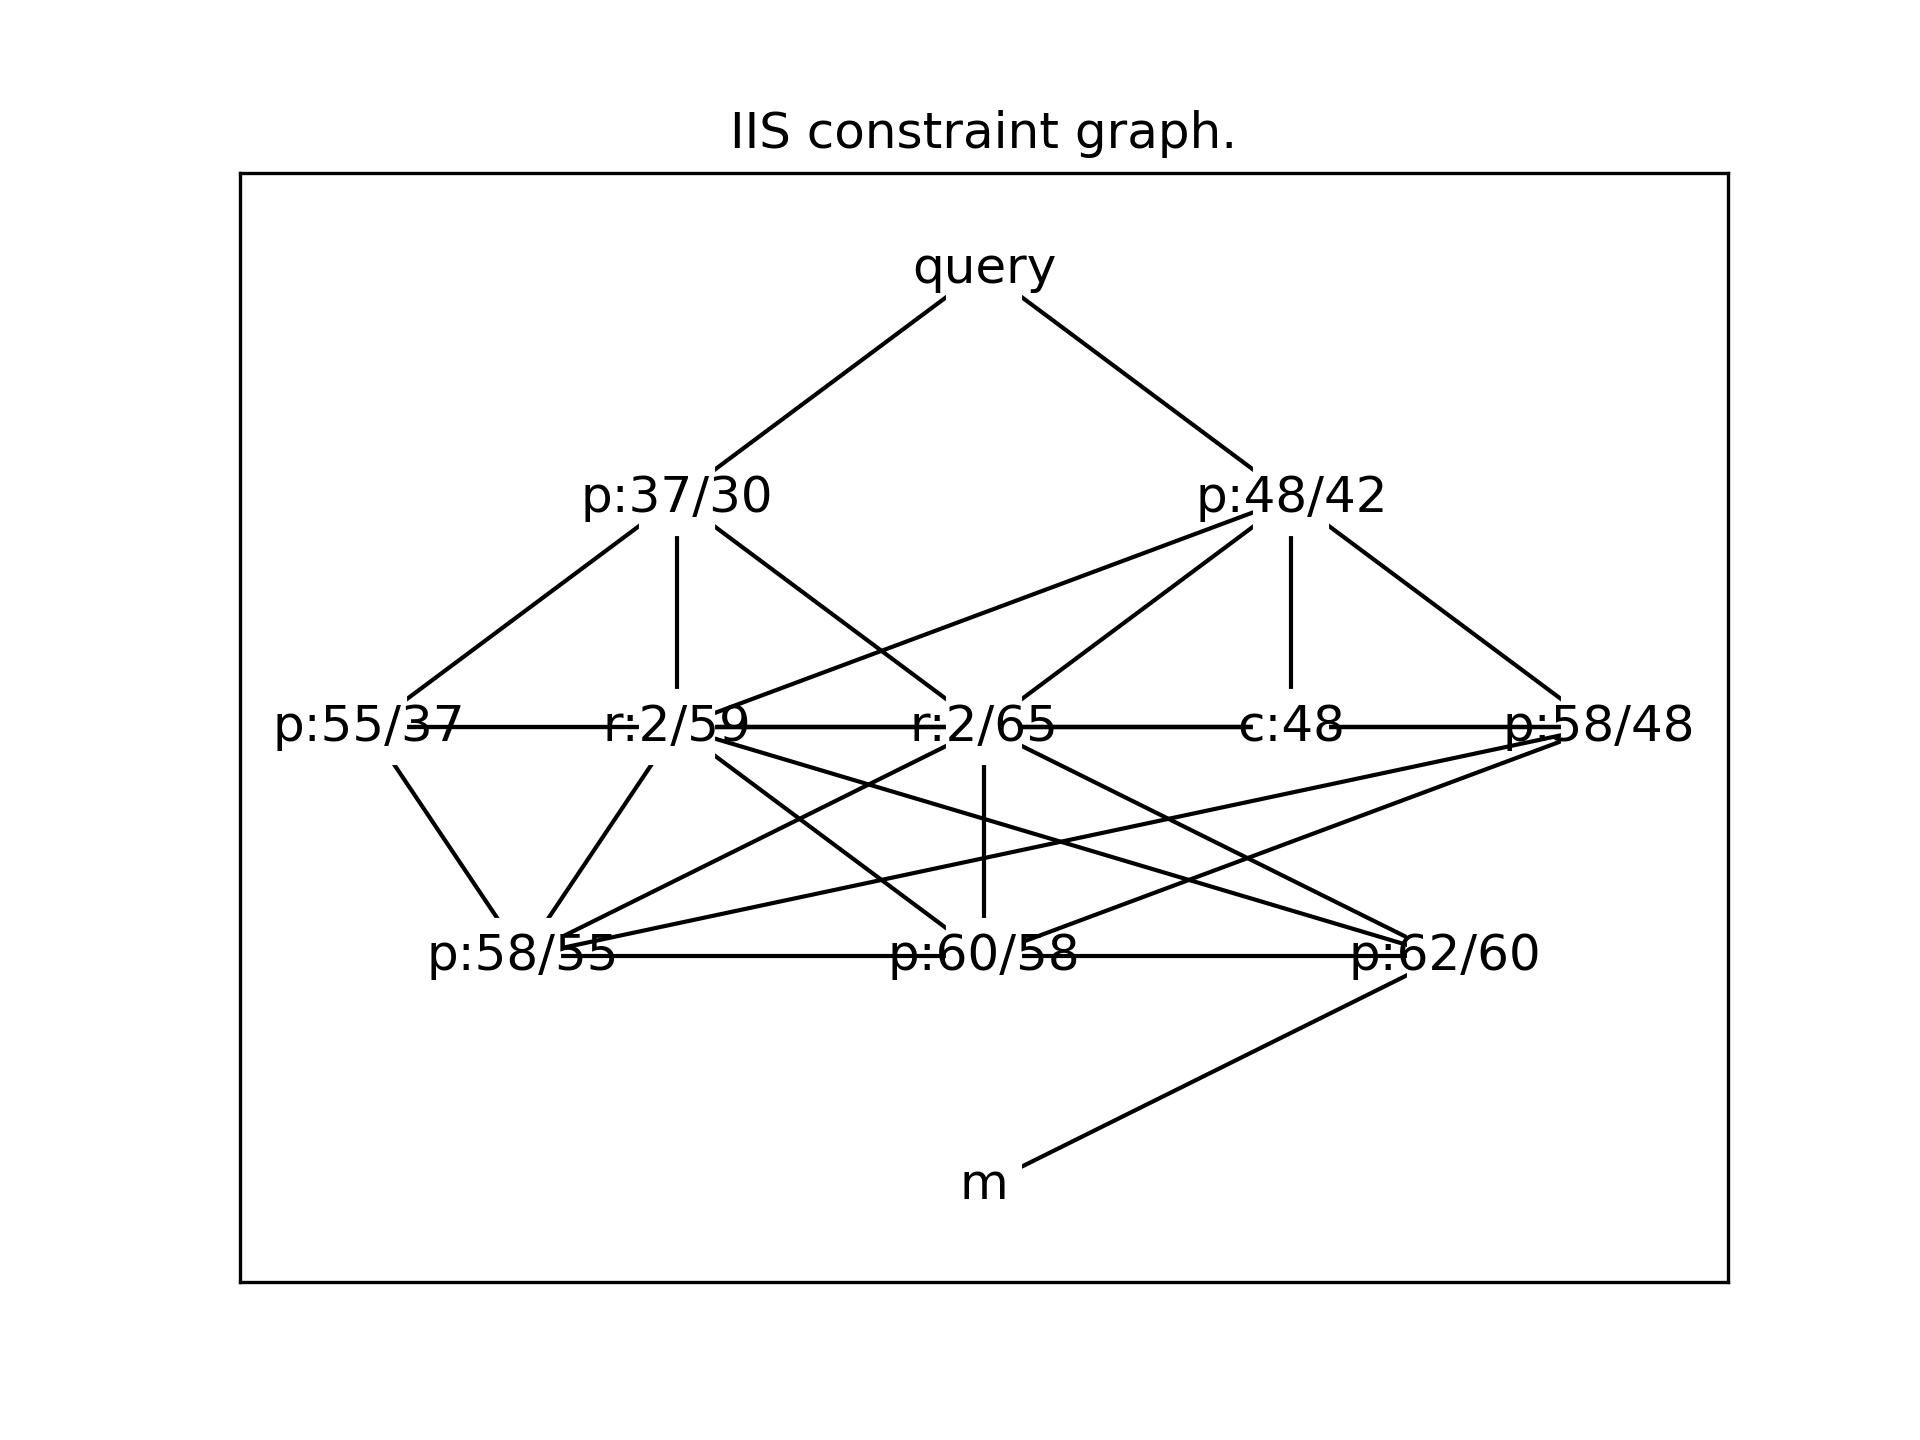 IIS constraint graph.
query
p:37/30 p:48/42
p:55/37 r:2/59 r:2/65 c:48 p:58/48
p:58/55 p:60/58 p:62/60
m